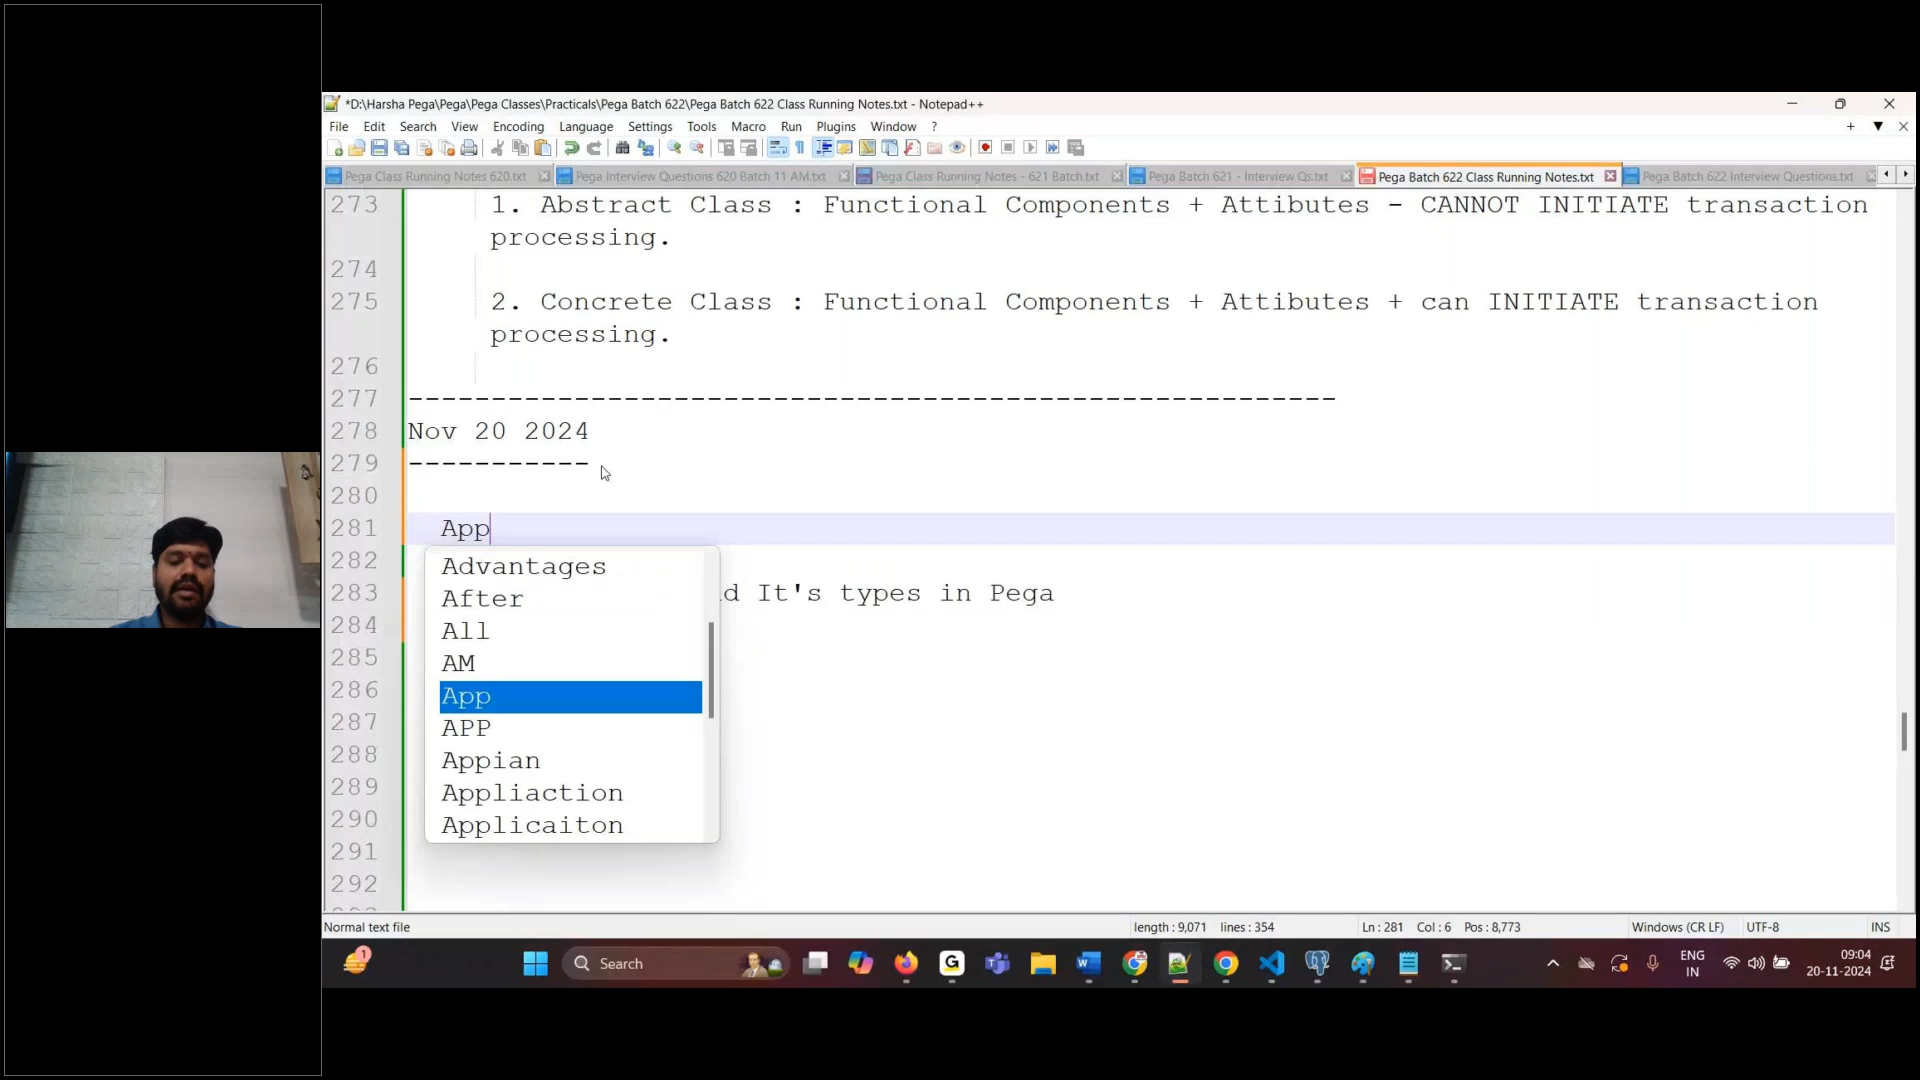 *D:\Harsha Pega\Pega\Pega Classes\Practicals\Pega Batch 622\Pega Batch 622 Class Running Notes.txt - Notepad++
File Edit Search View Encoding Language Settings Tools Macro Run Plugins Window ?
Pega Class Running Notes 620.txt Pega Interview Questions 620 Batch 11 AM.txt Pega Class Running Notes - 621 Batch.txt Pega Batch 621 - Interview Qs.txt Pega Batch 622 Class Running Notes.txt Pega Batch 622 Interview Questions.txt
273 1. Abstract Class : Functional Components + Attibutes - CANNOT INITIATE transaction
processing.
274
275 2. Concrete Class : Functional Components + Attibutes + can INITIATE transaction
processing.
276
277 --------------------------------------------------------
278 Nov 20 2024
279 -----------
280
281 App
282 Advantages
283 After d It's types in Pega
284 All
285 AM
286 App
287 APP
288 Appian
289 Appliaction
290 Applicaiton
291
292
Normal text file length : 9,071 lines : 354 Ln : 281 Col : 6 Pos : 8,773 Windows (CR LF) UTF-8 INS
1 Search ENG IN 09:04 20-11-2024